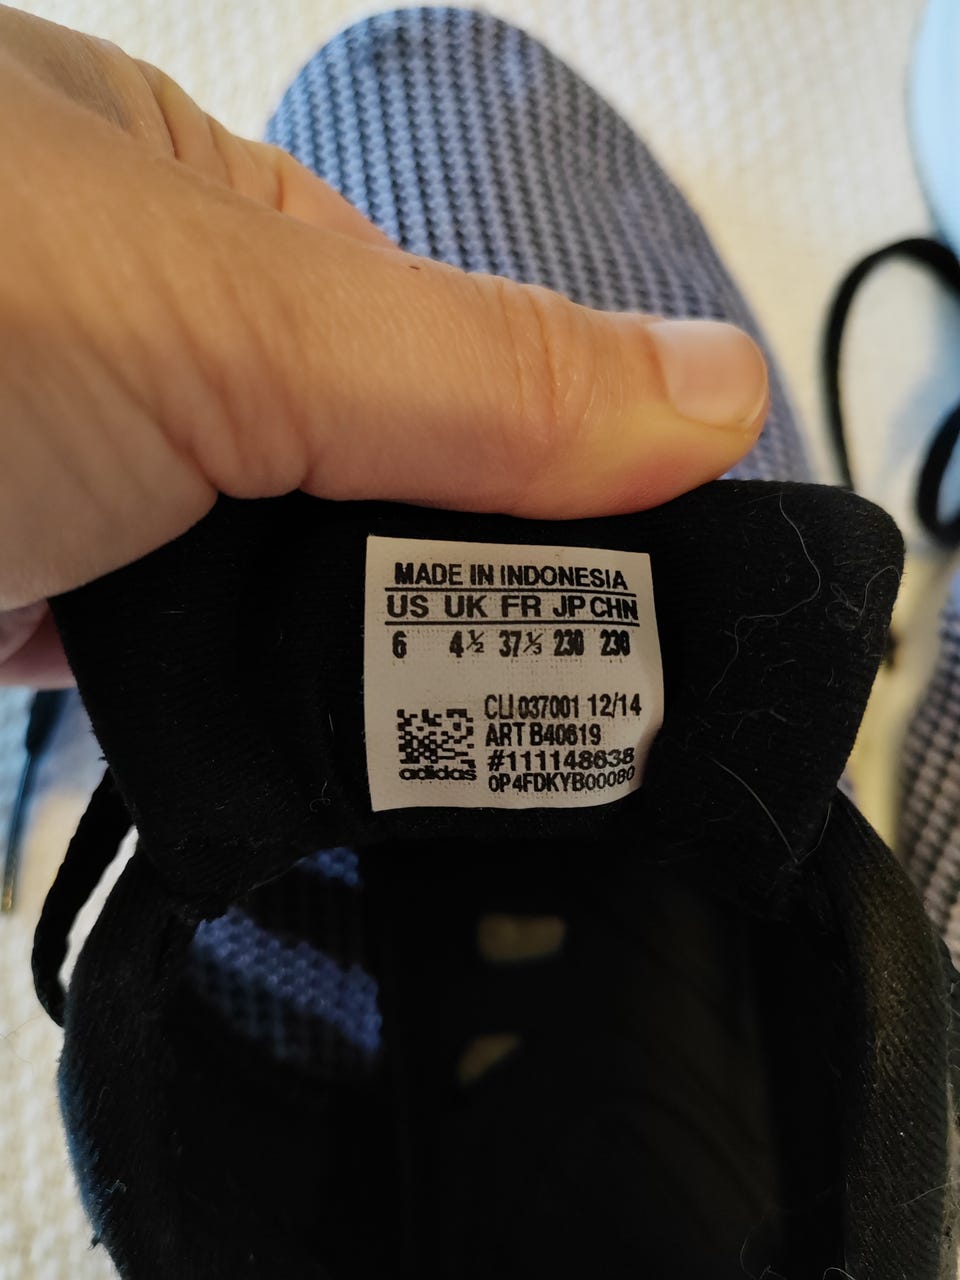 MADE IN INDONESIA
US UK FR JP CHN
6 4½ 37⅓ 230 230
CLI 037001 12/14
ART B40619
#111148638
0P4FDKYB00080
adidas